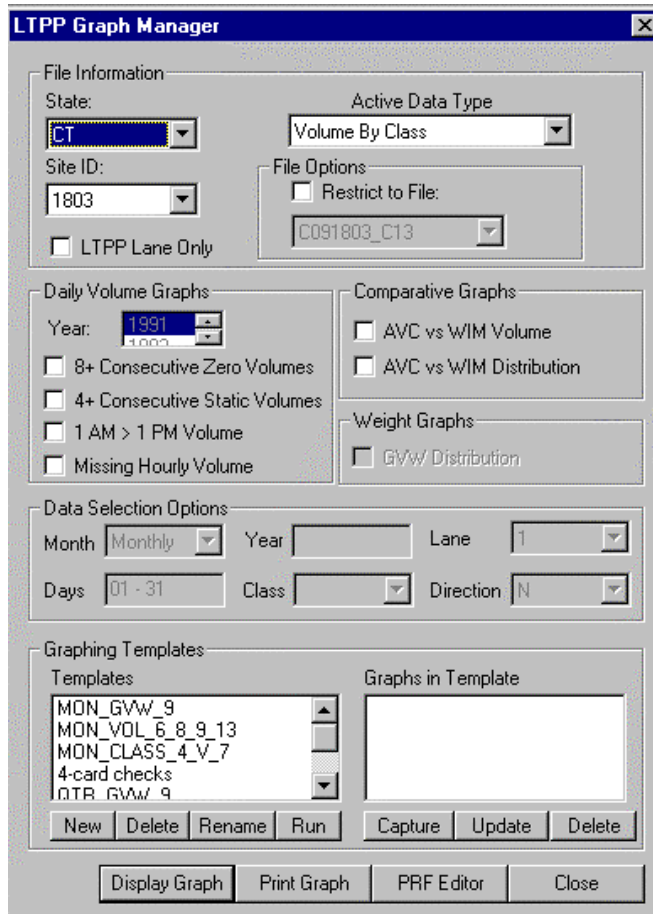 LTPP Graph Manager
File Information
State:
CT
Active Data Type
Volume By Class
Site ID:
1803
File Options
Restrict to File:
C091803_C13
LTPP Lane Only
Daily Volume Graphs
Year: 1991
8+ Consecutive Zero Volumes
4+ Consecutive Static Volumes
1 AM > 1 PM Volume
Missing Hourly Volume
Comparative Graphs
AVC vs WIM Volume
AVC vs WIM Distribution
Weight Graphs
GVW Distribution
Data Selection Options
Month Monthly Year Lane 1
Days 01 - 31 Class Direction N
Graphing Templates
Templates
MON_GVW_9
MON_VOL_6_8_9_13
MON_CLASS_4_V_7
4-card checks
QTR_GVW_9
Graphs in Template
New Delete Rename Run
Capture Update Delete
Display Graph Print Graph PRF Editor Close